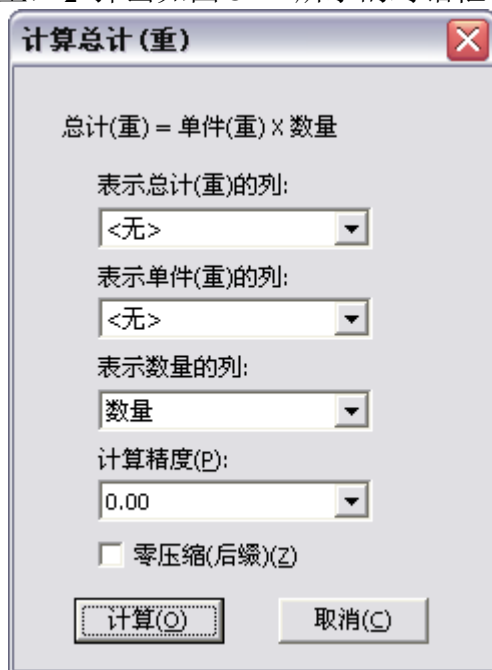 计算总计(重)
总计(重) = 单件(重) X 数量
表示总计(重)的列:
<无>
表示单件(重)的列:
<无>
表示数量的列:
数量
计算精度(P):
0.00
零压缩(后缀)(Z)
计算(O)
取消(C)